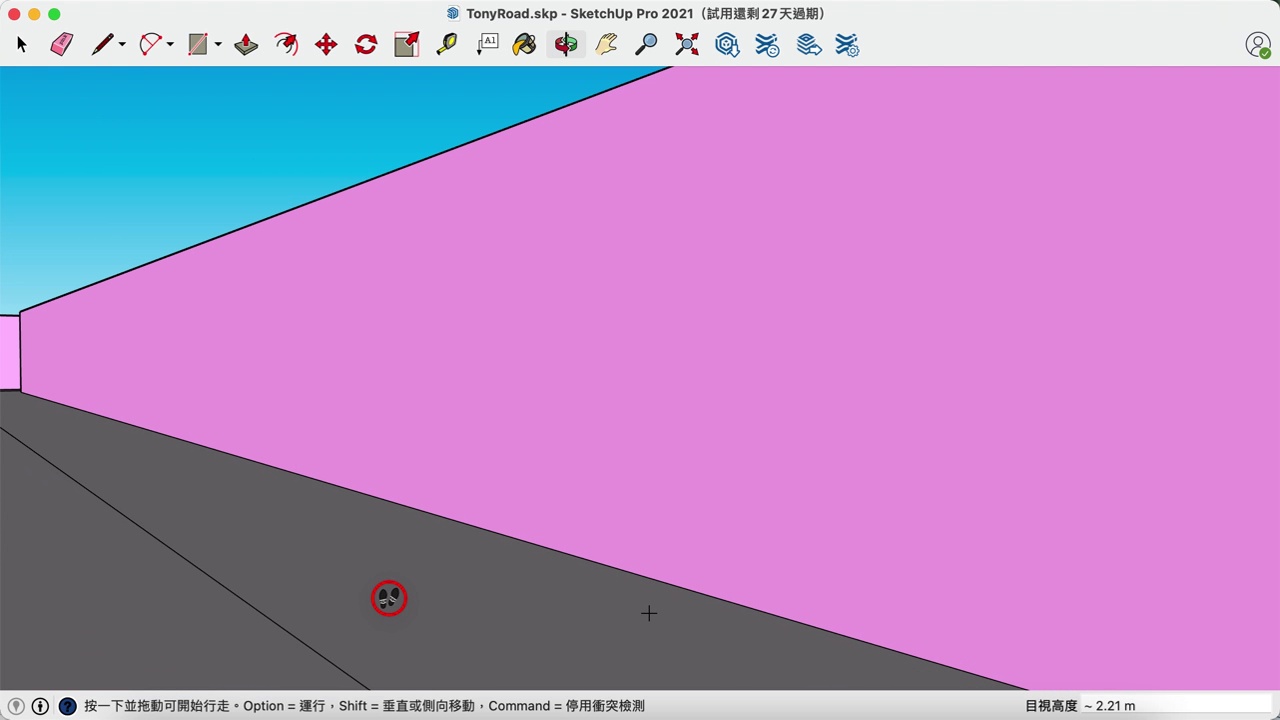 TonyRoad.skp - SketchUp Pro 2021（試用還剩 27 天過期）
A1
按一下並拖動可開始行走。Option = 運行，Shift = 垂直或側向移動，Command = 停用衝突檢測
目視高度 ~ 2.21 m